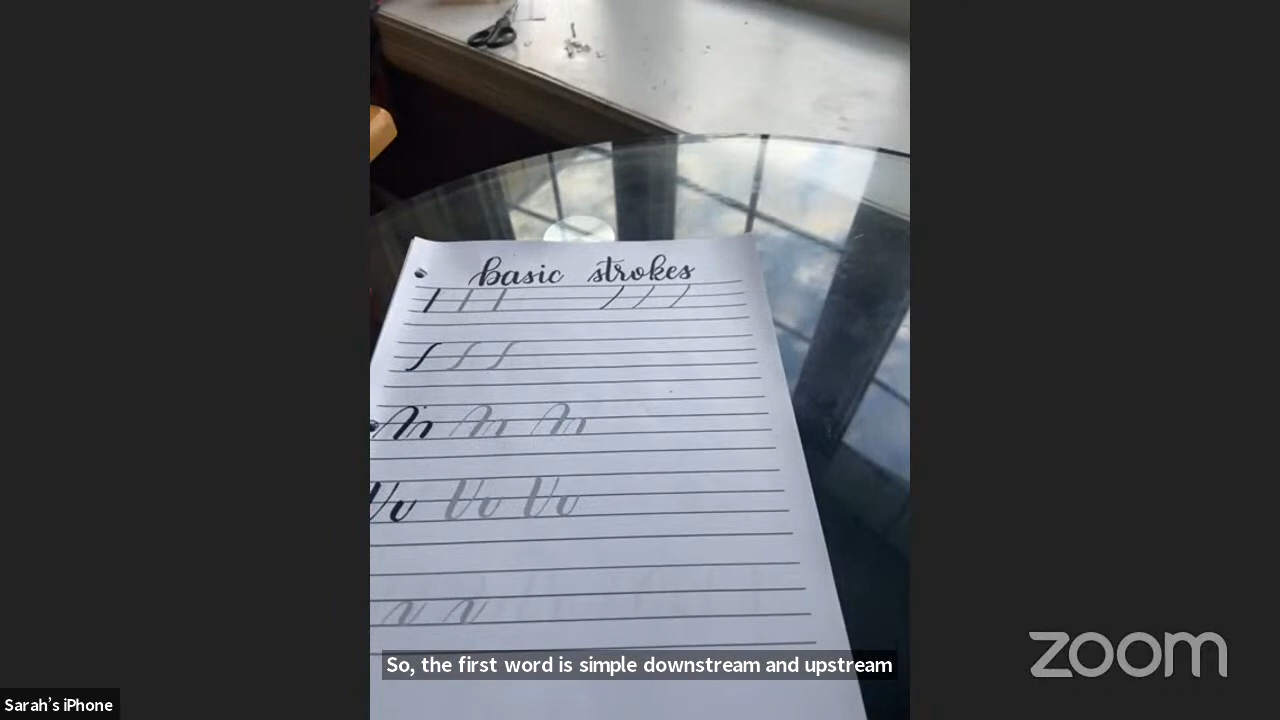 basic strokes
So, the first word is simple downstream and upstream
zoom
Sarah's iPhone